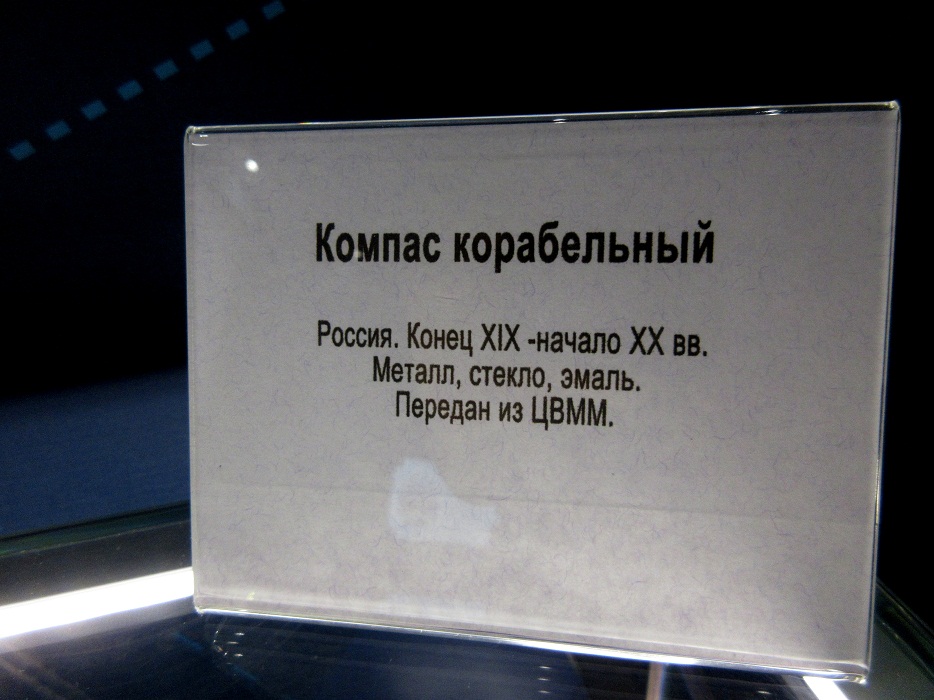 Компас корабельный
Россия. Конец XIX -начало XX вв.
Металл, стекло, эмаль.
Передан из ЦВММ.